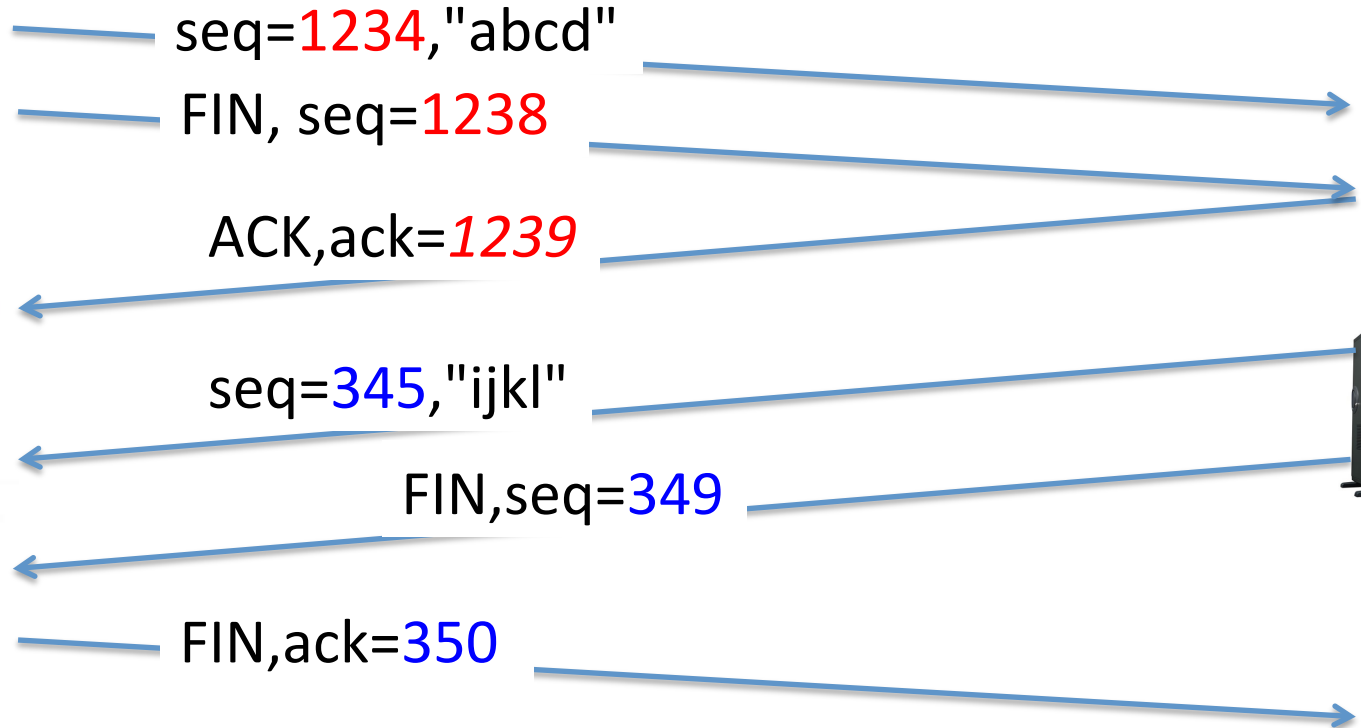 seq=1234,"abcd"
FIN, seq=1238
ACK,ack=1239
seq=345,"ijkl"
FIN,seq=349
FIN,ack=350